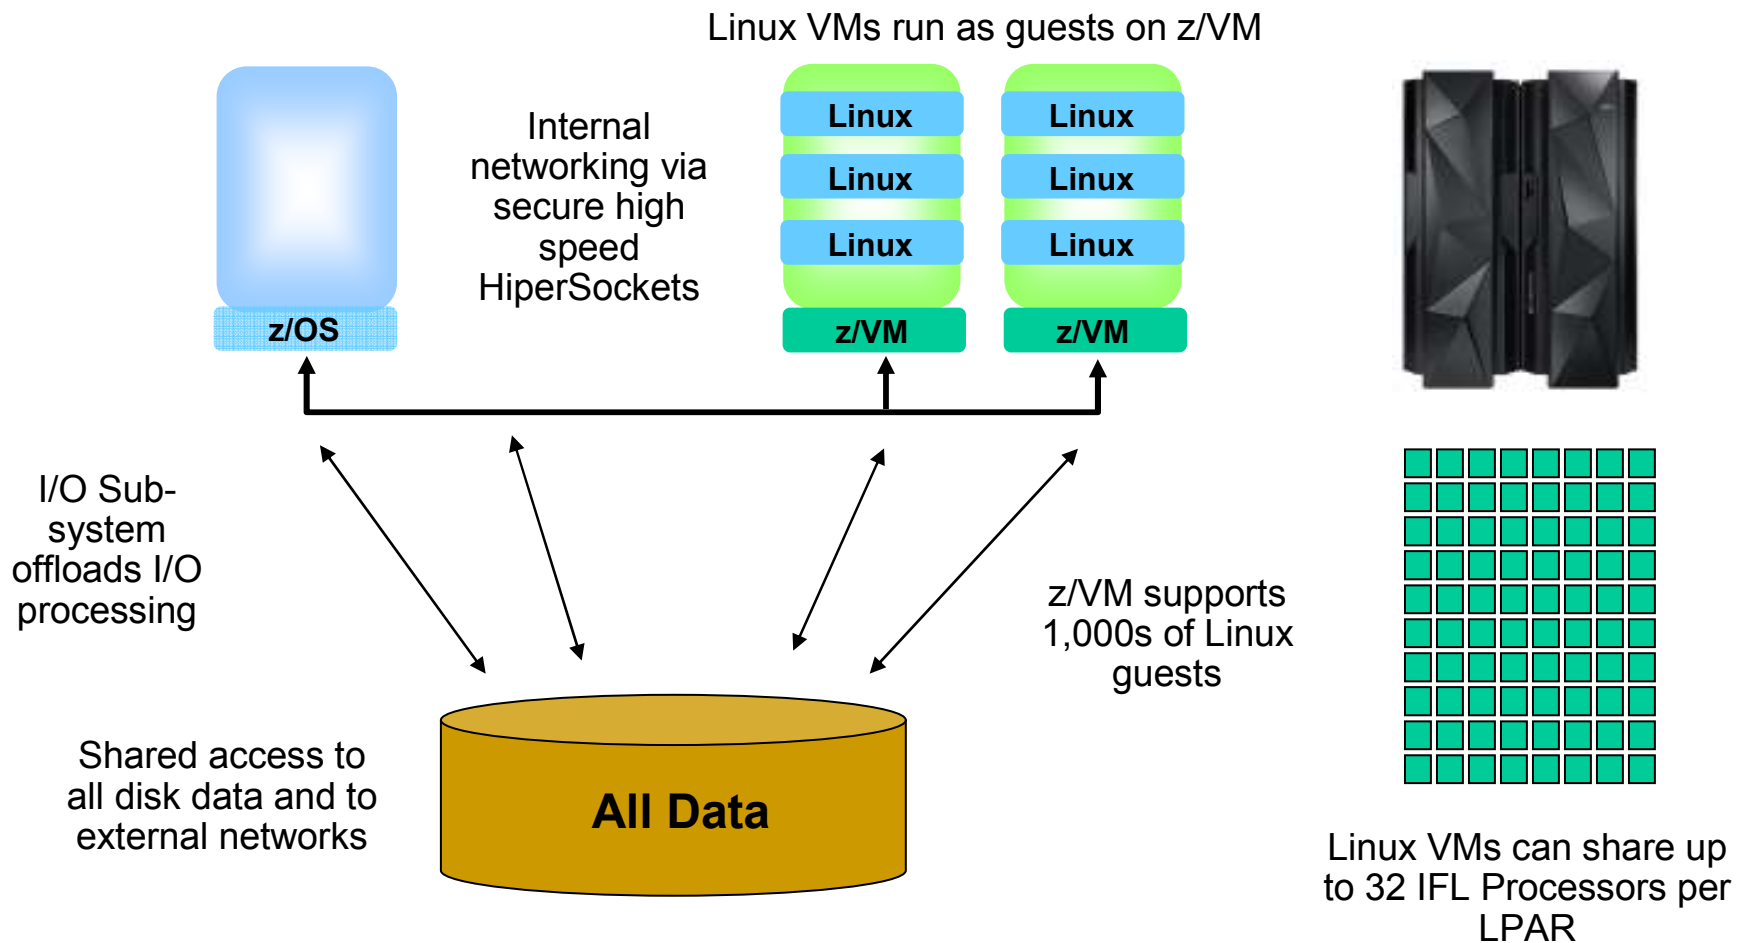 Linux VMs run as guests on z/VM
Internal
networking via
secure high
speed
HiperSockets
Linux
Linux
Linux
Linux
Linux
Linux
z/OS
z/VM
z/VM
I/O Sub-
system
offloads I/O
processing
z/VM supports
1,000s of Linux
guests
Shared access to
all disk data and to
external networks
All Data
Linux VMs can share up
to 32 IFL Processors per
LPAR